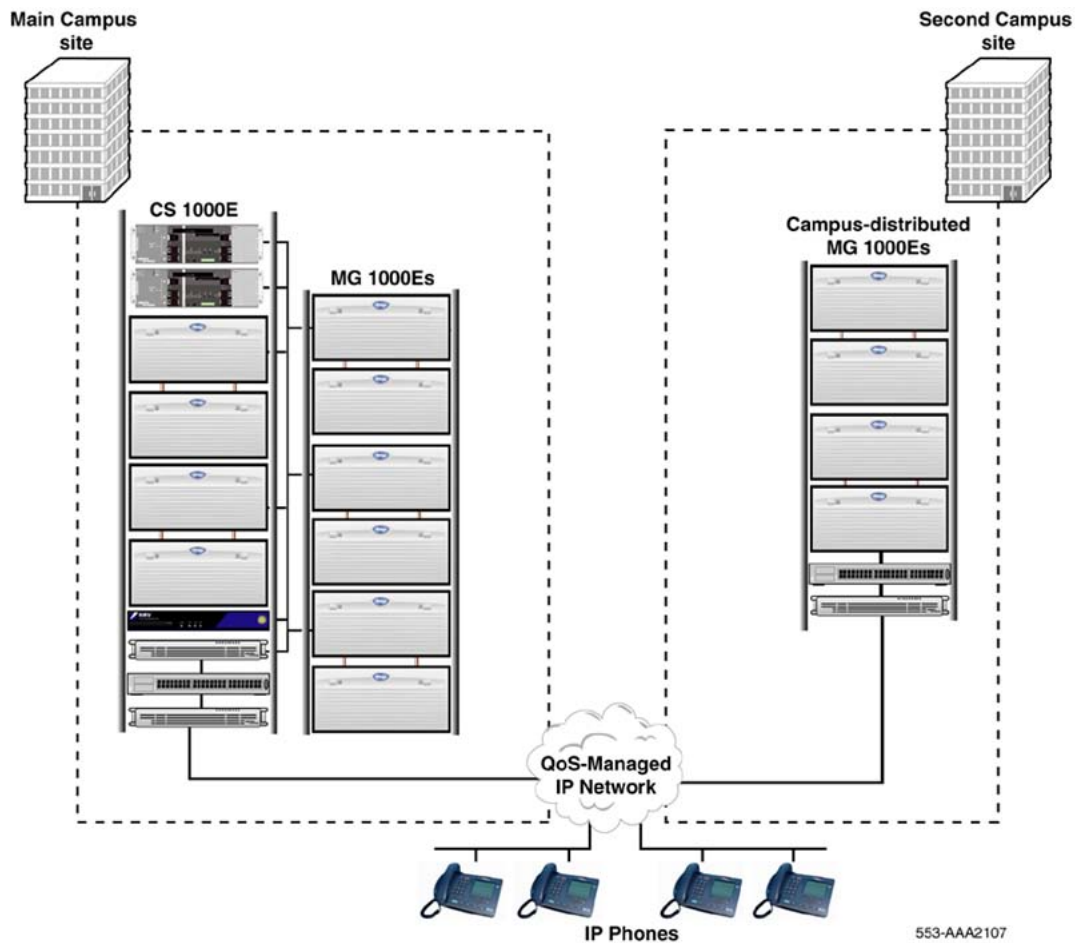 Main Campus
site
Second Campus
site
CS 1000E
MG 1000Es
Campus-distributed
MG 1000Es
QoS-Managed
IP Network
IP Phones
553-AAA2107